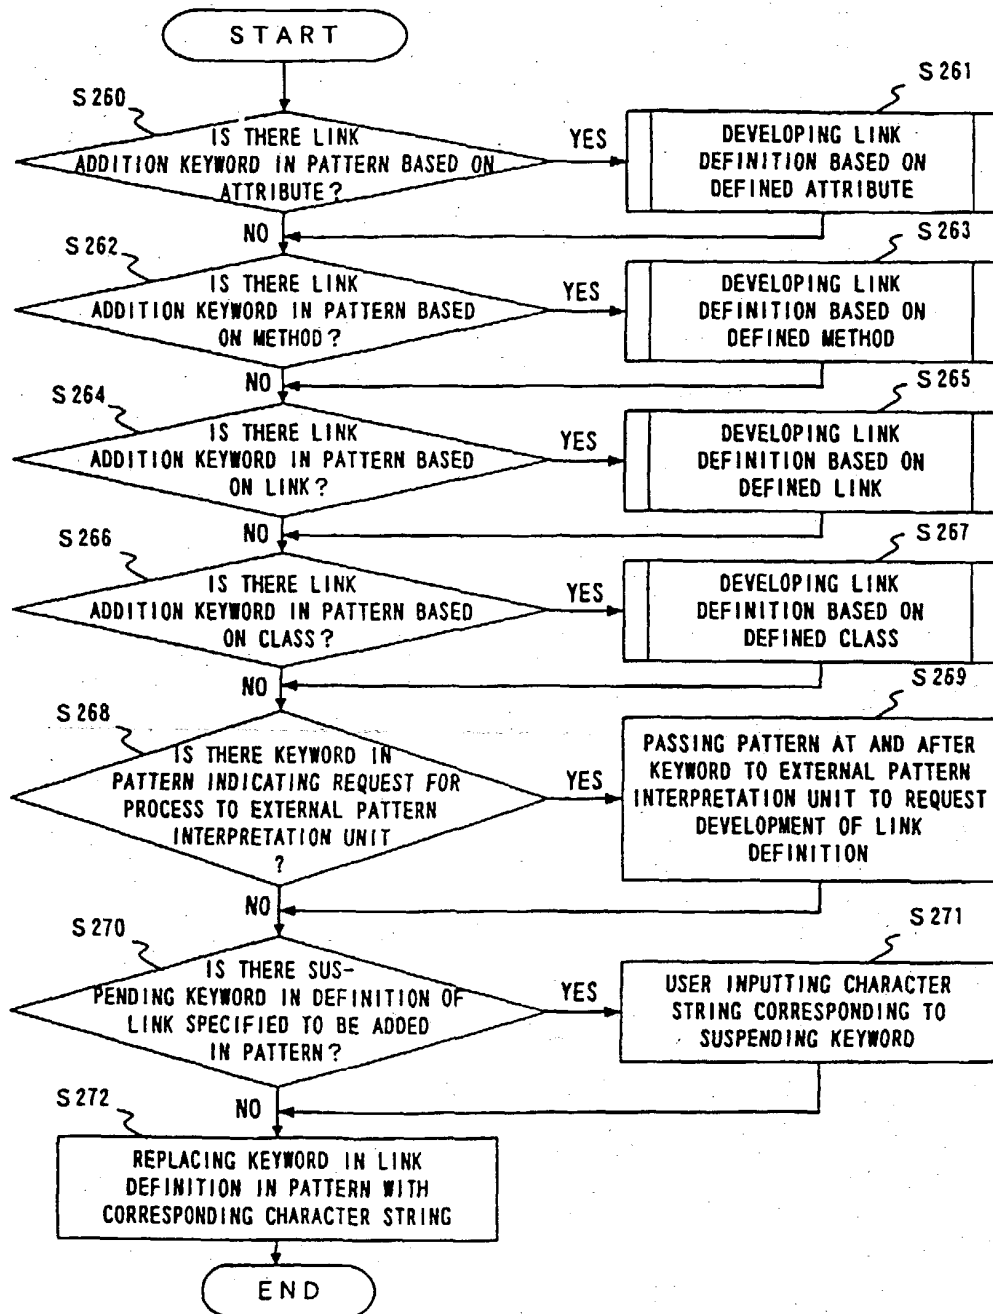 START
S260
IS THERE LINK
ADDITION KEYWORD IN PATTERN BASED ON
ATTRIBUTE?
YES
S261
DEVELOPING LINK
DEFINITION BASED ON
DEFINED ATTRIBUTE
NO
S262
IS THERE LINK
ADDITION KEYWORD IN PATTERN BASED
ON METHOD?
YES
S263
DEVELOPING LINK
DEFINITION BASED ON
DEFINED METHOD
NO
S264
IS THERE LINK
ADDITION KEYWORD IN PATTERN BASED
ON LINK?
YES
S265
DEVELOPING LINK
DEFINITION BASED ON
DEFINED LINK
NO
S266
IS THERE LINK
ADDITION KEYWORD IN PATTERN BASED
ON CLASS?
YES
S267
DEVELOPING LINK
DEFINITION BASED ON
DEFINED CLASS
NO
S268
IS THERE KEYWORD IN
PATTERN INDICATING REQUEST FOR
PROCESS TO EXTERNAL PATTERN
INTERPRETATION UNIT
?
YES
S269
PASSING PATTERN AT AND AFTER
KEYWORD TO EXTERNAL PATTERN
INTERPRETATION UNIT TO REQUEST
DEVELOPMENT OF LINK
DEFINITION
NO
S270
IS THERE SUS-
PENDING KEYWORD IN DEFINITION OF
LINK SPECIFIED TO BE ADDED
IN PATTERN?
YES
S271
USER INPUTTING CHARACTER
STRING CORRESPONDING TO
SUSPENDING KEYWORD
NO
S272
REPLACING KEYWORD IN LINK
DEFINITION IN PATTERN WITH
CORRESPONDING CHARACTER STRING
END